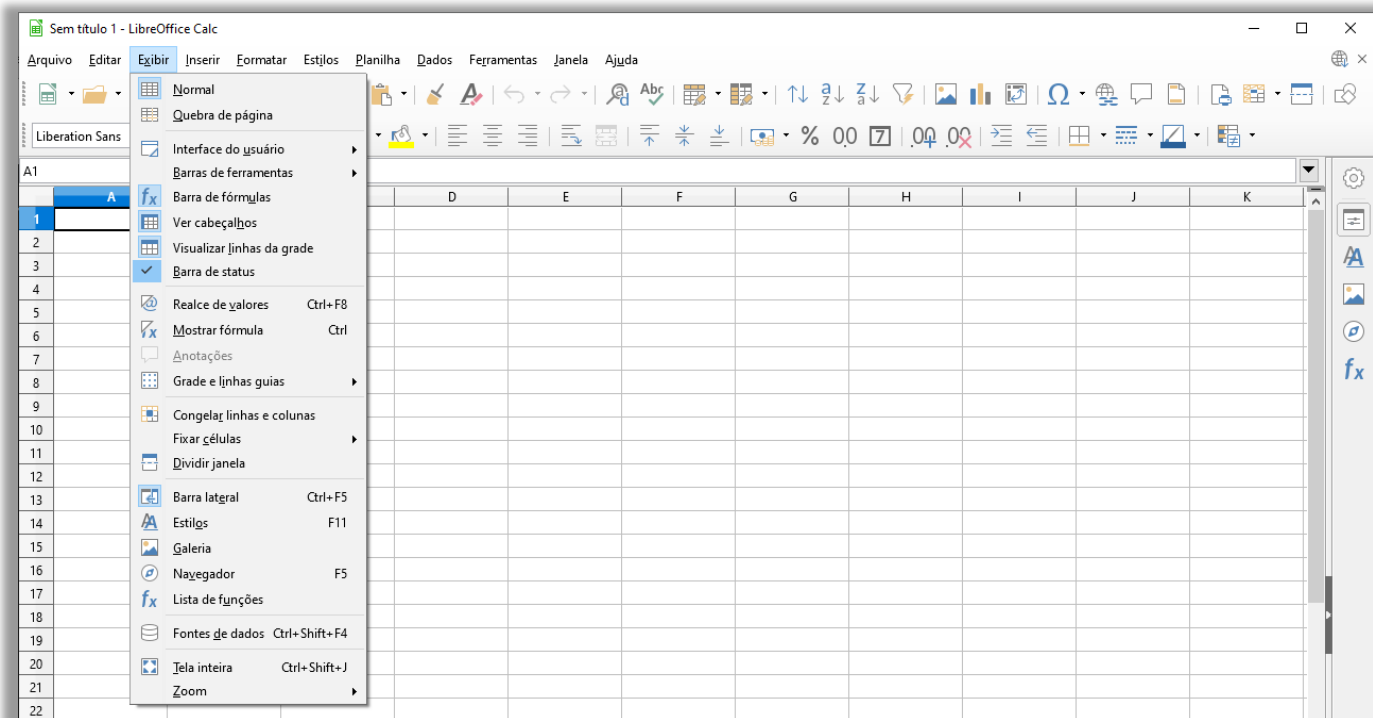 Sem título 1 - LibreOffice Calc
Arquivo Editar Exibir Inserir Formatar Estilos Planilha Dados Ferramentas Janela Ajuda
Liberation Sans
A1
A D E F G H I J K
Normal
Quebra de página
Interface do usuário
Barras de ferramentas
Barra de fórmulas
Ver cabeçalhos
Visualizar linhas da grade
Barra de status
Realce de valores Ctrl+F8
Mostrar fórmula Ctrl
Anotações
Grade e linhas guias
Congelar linhas e colunas
Fixar células
Dividir janela
Barra lateral Ctrl+F5
Estilos F11
Galeria
Navegador F5
Lista de funções
Fontes de dados Ctrl+Shift+F4
Tela inteira Ctrl+Shift+J
Zoom
1
2
3
4
5
6
7
8
9
10
11
12
13
14
15
16
17
18
19
20
21
22